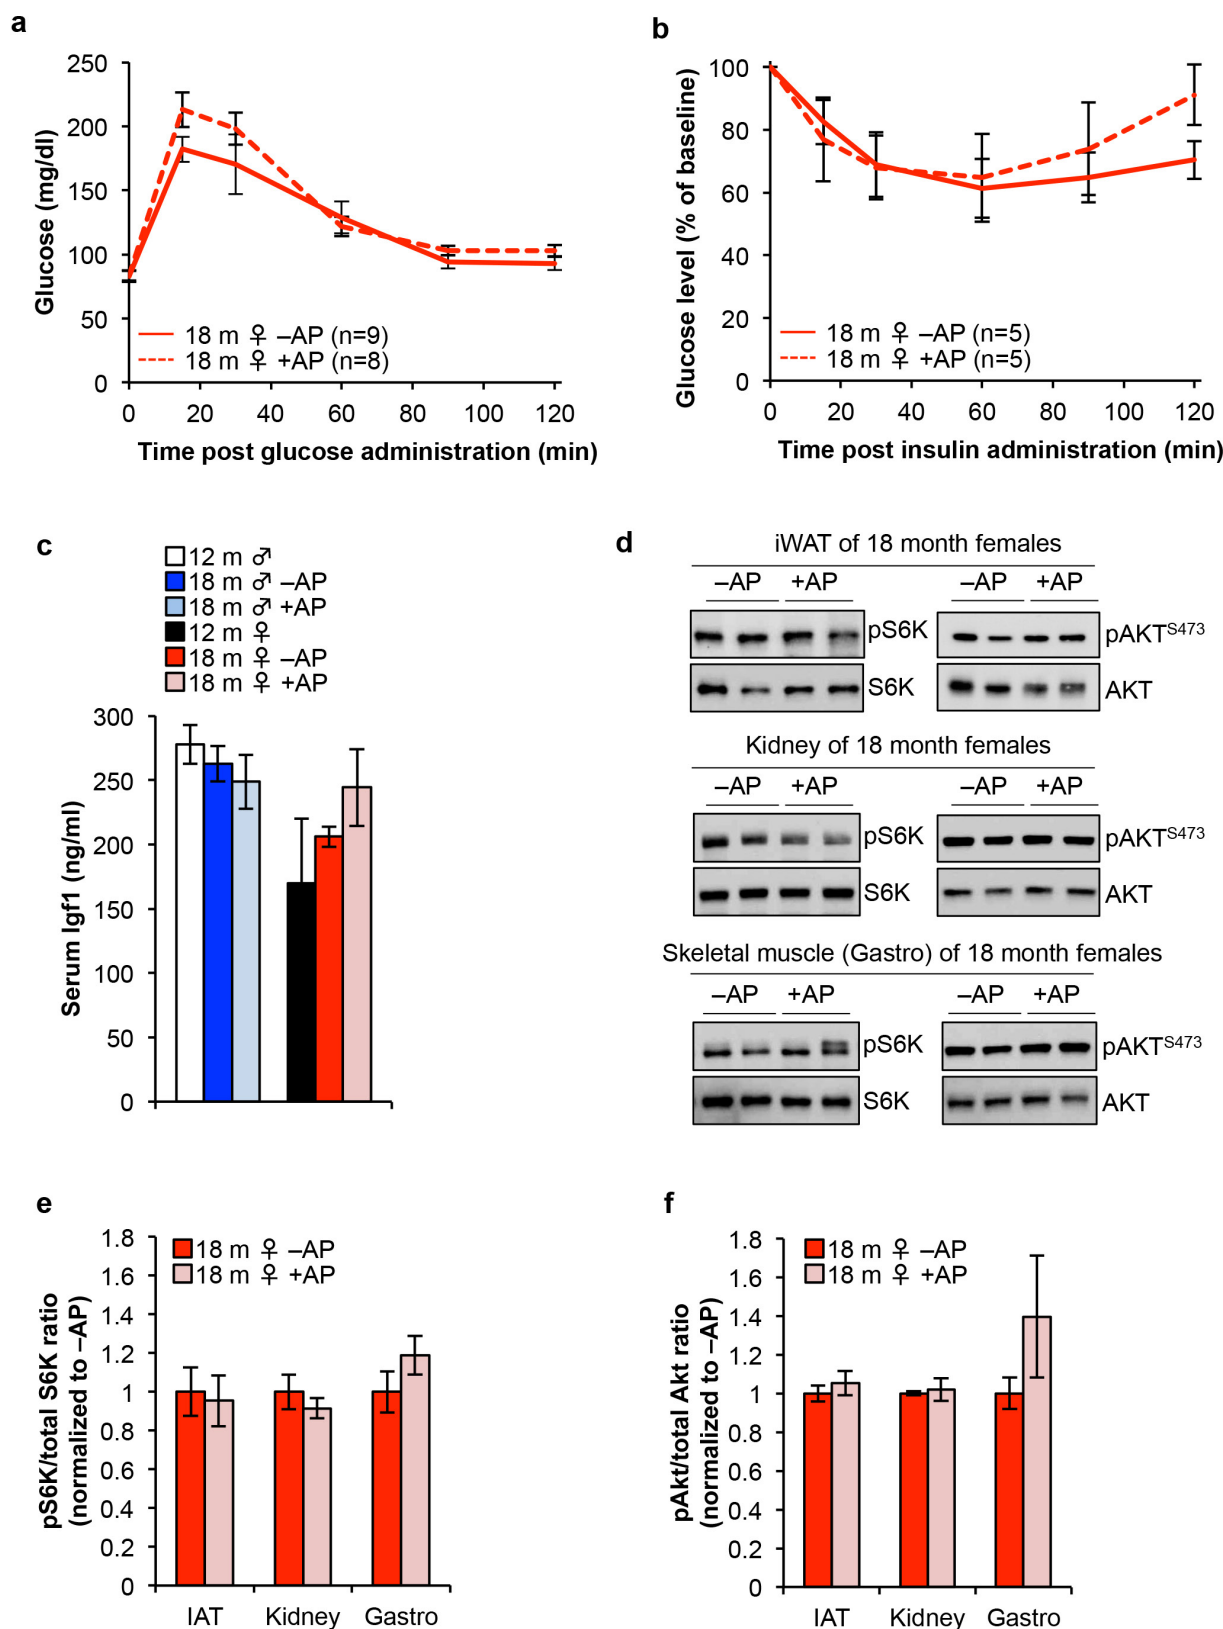 a
250
200
150
100
50
0
Glucose (mg/dl)
18 m ♀ –AP (n=9)
18 m ♀ +AP (n=8)
0 20 40 60 80 100 120
Time post glucose administration (min)
b
100
80
60
40
20
0
Glucose level (% of baseline)
18 m ♀ –AP (n=5)
18 m ♀ +AP (n=5)
0 20 40 60 80 100 120
Time post insulin administration (min)
c
12 m ♂
18 m ♂ –AP
18 m ♂ +AP
12 m ♀
18 m ♀ –AP
18 m ♀ +AP
300
250
200
150
100
50
0
Serum Igf1 (ng/ml)
d
iWAT of 18 month females
–AP +AP –AP +AP
pS6K pAKTS473
S6K AKT
Kidney of 18 month females
–AP +AP –AP +AP
pS6K pAKTS473
S6K AKT
Skeletal muscle (Gastro) of 18 month females
–AP +AP –AP +AP
pS6K pAKTS473
S6K AKT
e
1.8
1.6
1.4
1.2
1
0.8
0.6
0.4
0.2
0
pS6K/total S6K ratio
(normalized to –AP)
18 m ♀ –AP
18 m ♀ +AP
IAT Kidney Gastro
f
1.8
1.6
1.4
1.2
1
0.8
0.6
0.4
0.2
0
pAkt/total Akt ratio
(normalized to –AP)
18 m ♀ –AP
18 m ♀ +AP
IAT Kidney Gastro